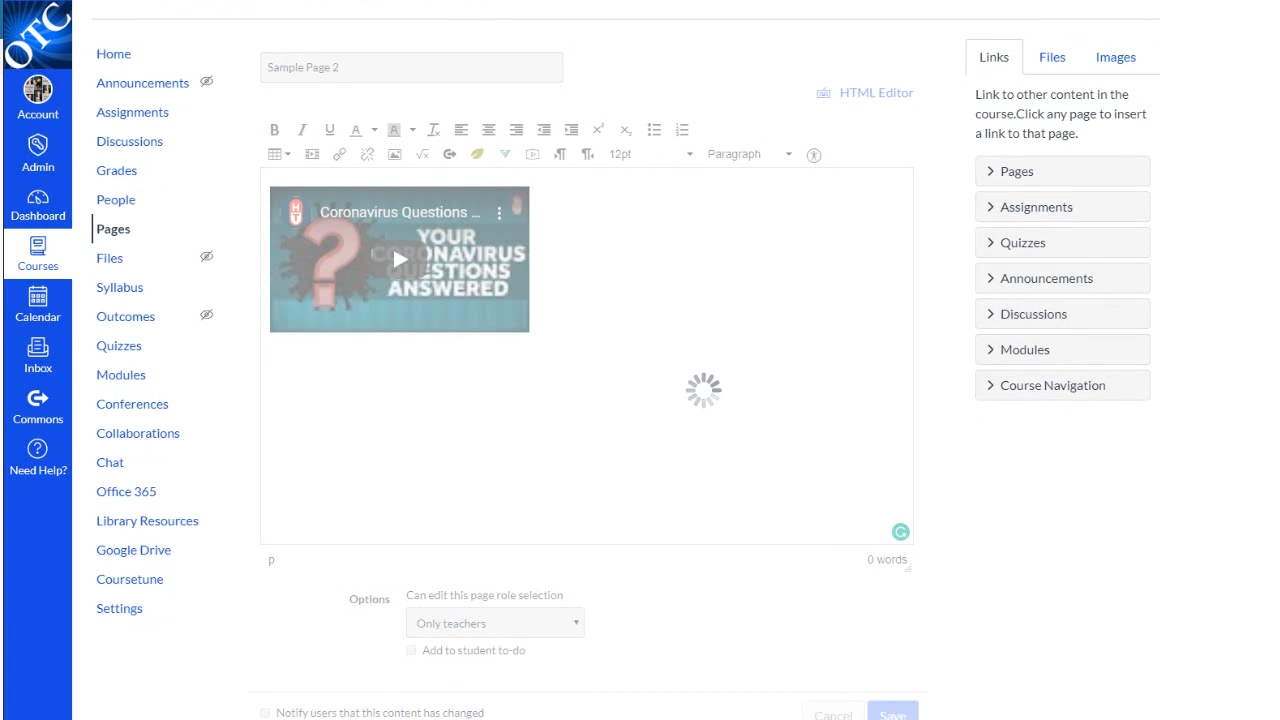 OTC
Account
Admin
Dashboard
Courses
Calendar
Inbox
Commons
Need Help?
Home
Announcements
Assignments
Discussions
Grades
People
Pages
Files
Syllabus
Outcomes
Quizzes
Modules
Conferences
Collaborations
Chat
Office 365
Library Resources
Google Drive
Coursetune
Settings
Sample Page 2
HTML Editor
B I U A A
12pt Paragraph
Coronavirus Questions ...
YOUR
CORONAVIRUS
QUESTIONS
ANSWERED
p
0 words
Options
Can edit this page role selection
Only teachers
Add to student to-do
Notify users that this content has changed
Cancel
Save
Links Files Images
Link to other content in the
course.Click any page to insert
a link to that page.
Pages
Assignments
Quizzes
Announcements
Discussions
Modules
Course Navigation